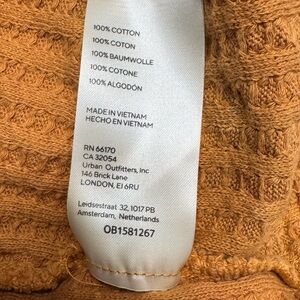 100% COTTON
100% COTON
100% BAUMWOLLE
100% COTONE
100% ALGODÓN
MADE IN VIETNAM
HECHO EN VIETNAM
RN 66170
CA 32054
Urban Outfitters, Inc
146 Brick Lane
LONDON, E1 6RU
Leidsestraat 32, 1017 PB
Amsterdam, Netherlands
OB1581267